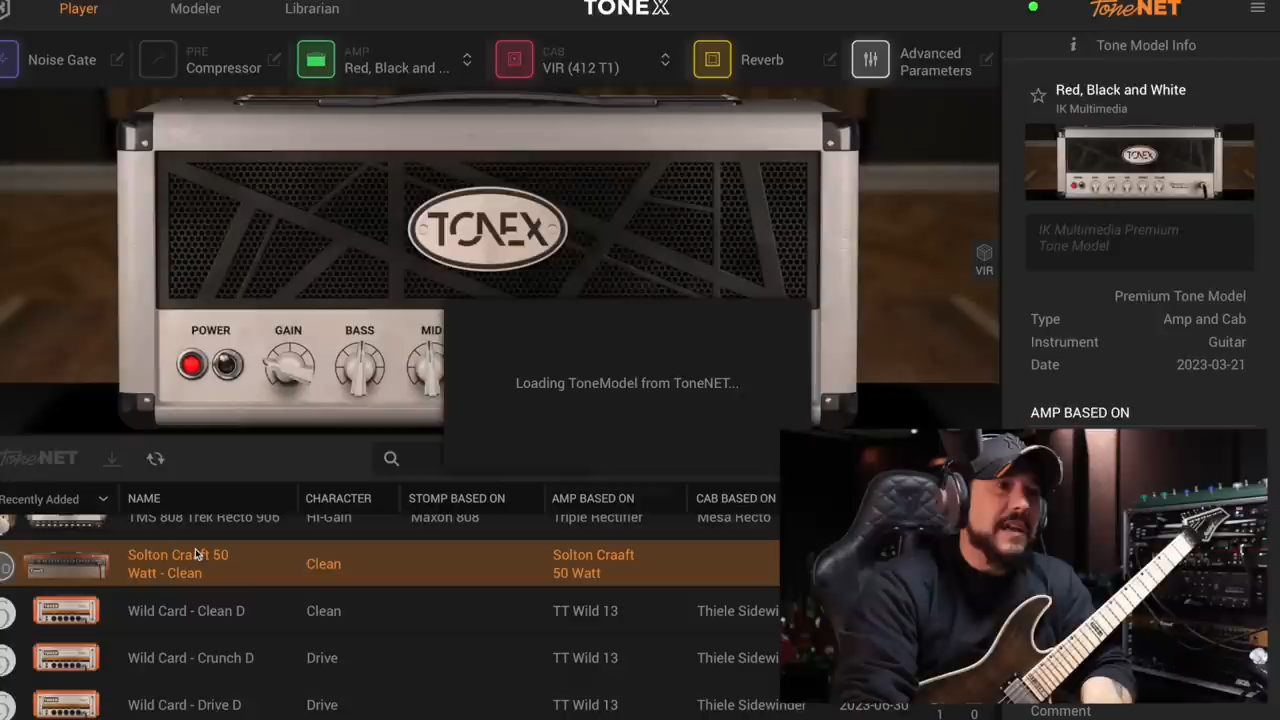 Player
Modeler
Librarian
TONEX
ToneNET
Noise Gate
PRE
Compressor
AMP
Red, Black and ...
CAB
VIR (412 T1)
Reverb
Advanced
Parameters
Tone Model Info
Red, Black and White
IK Multimedia
TONEX
IK Multimedia Premium
Tone Model
TONEX
VIR
Premium Tone Model
Type
Amp and Cab
Instrument
Guitar
Date
2023-03-21
POWER
GAIN
BASS
MID
Loading ToneModel from ToneNET...
AMP BASED ON
ToneNET
Recently Added
NAME
CHARACTER
STOMP BASED ON
AMP BASED ON
CAB BASED ON
TMS 808 Trek Recto 906
Hi-Gain
Maxon 808
Triple Rectifier
Mesa Recto
D
Solton Craaft 50
Watt - Clean
Clean
Solton Craaft
50 Watt
Wild Card - Clean D
Clean
TT Wild 13
Thiele Sidewi
Wild Card - Crunch D
Drive
TT Wild 13
Thiele Sidewi
Wild Card - Drive D
Drive
TT Wild 13
Thiele Sidewinder
2023-06-30
1
0
Comment